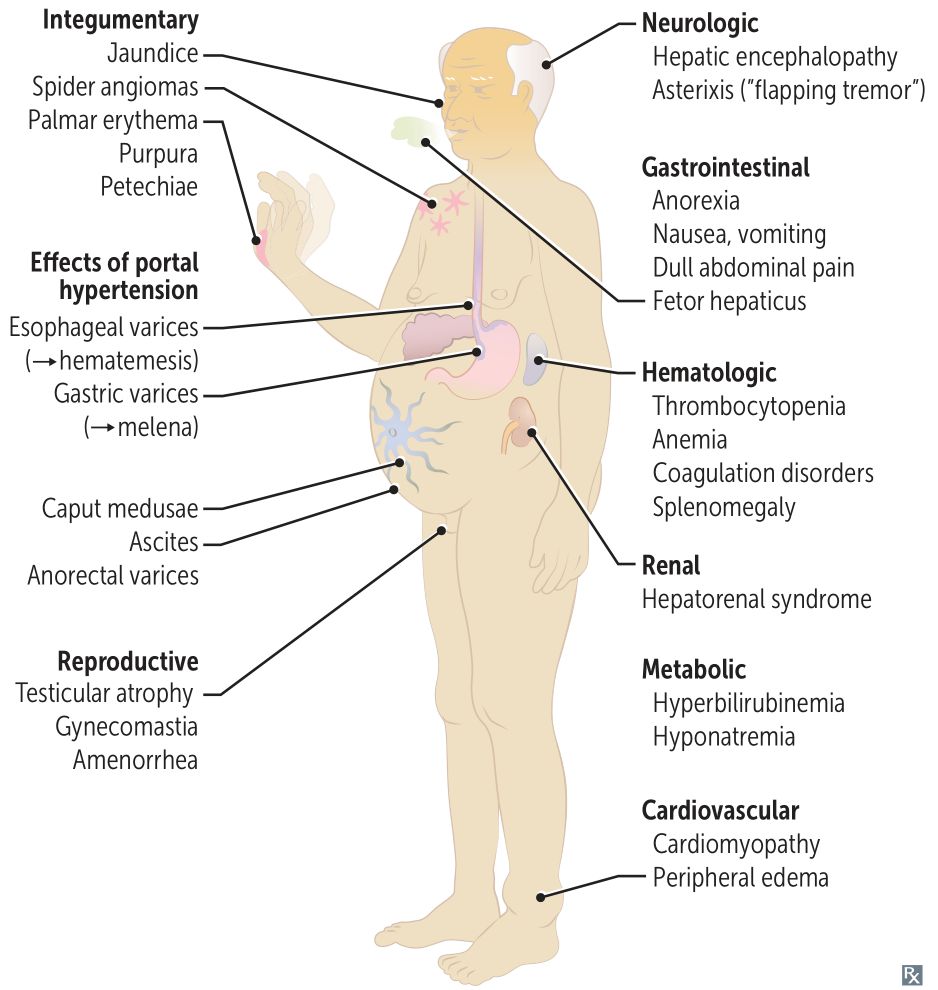 Integumentary
Jaundice
Spider angiomas
Palmar erythema
Purpura
Petechiae
Effects of portal
hypertension
Esophageal varices
(→hematemesis)
Gastric varices
(→melena)
Caput medusae
Ascites
Anorectal varices
Reproductive
Testicular atrophy
Gynecomastia
Amenorrhea
Neurologic
Hepatic encephalopathy
Asterixis (”flapping tremor”)
Gastrointestinal
Anorexia
Nausea, vomiting
Dull abdominal pain
Fetor hepaticus
Hematologic
Thrombocytopenia
Anemia
Coagulation disorders
Splenomegaly
Renal
Hepatorenal syndrome
Metabolic
Hyperbilirubinemia
Hyponatremia
Cardiovascular
Cardiomyopathy
Peripheral edema
Rx